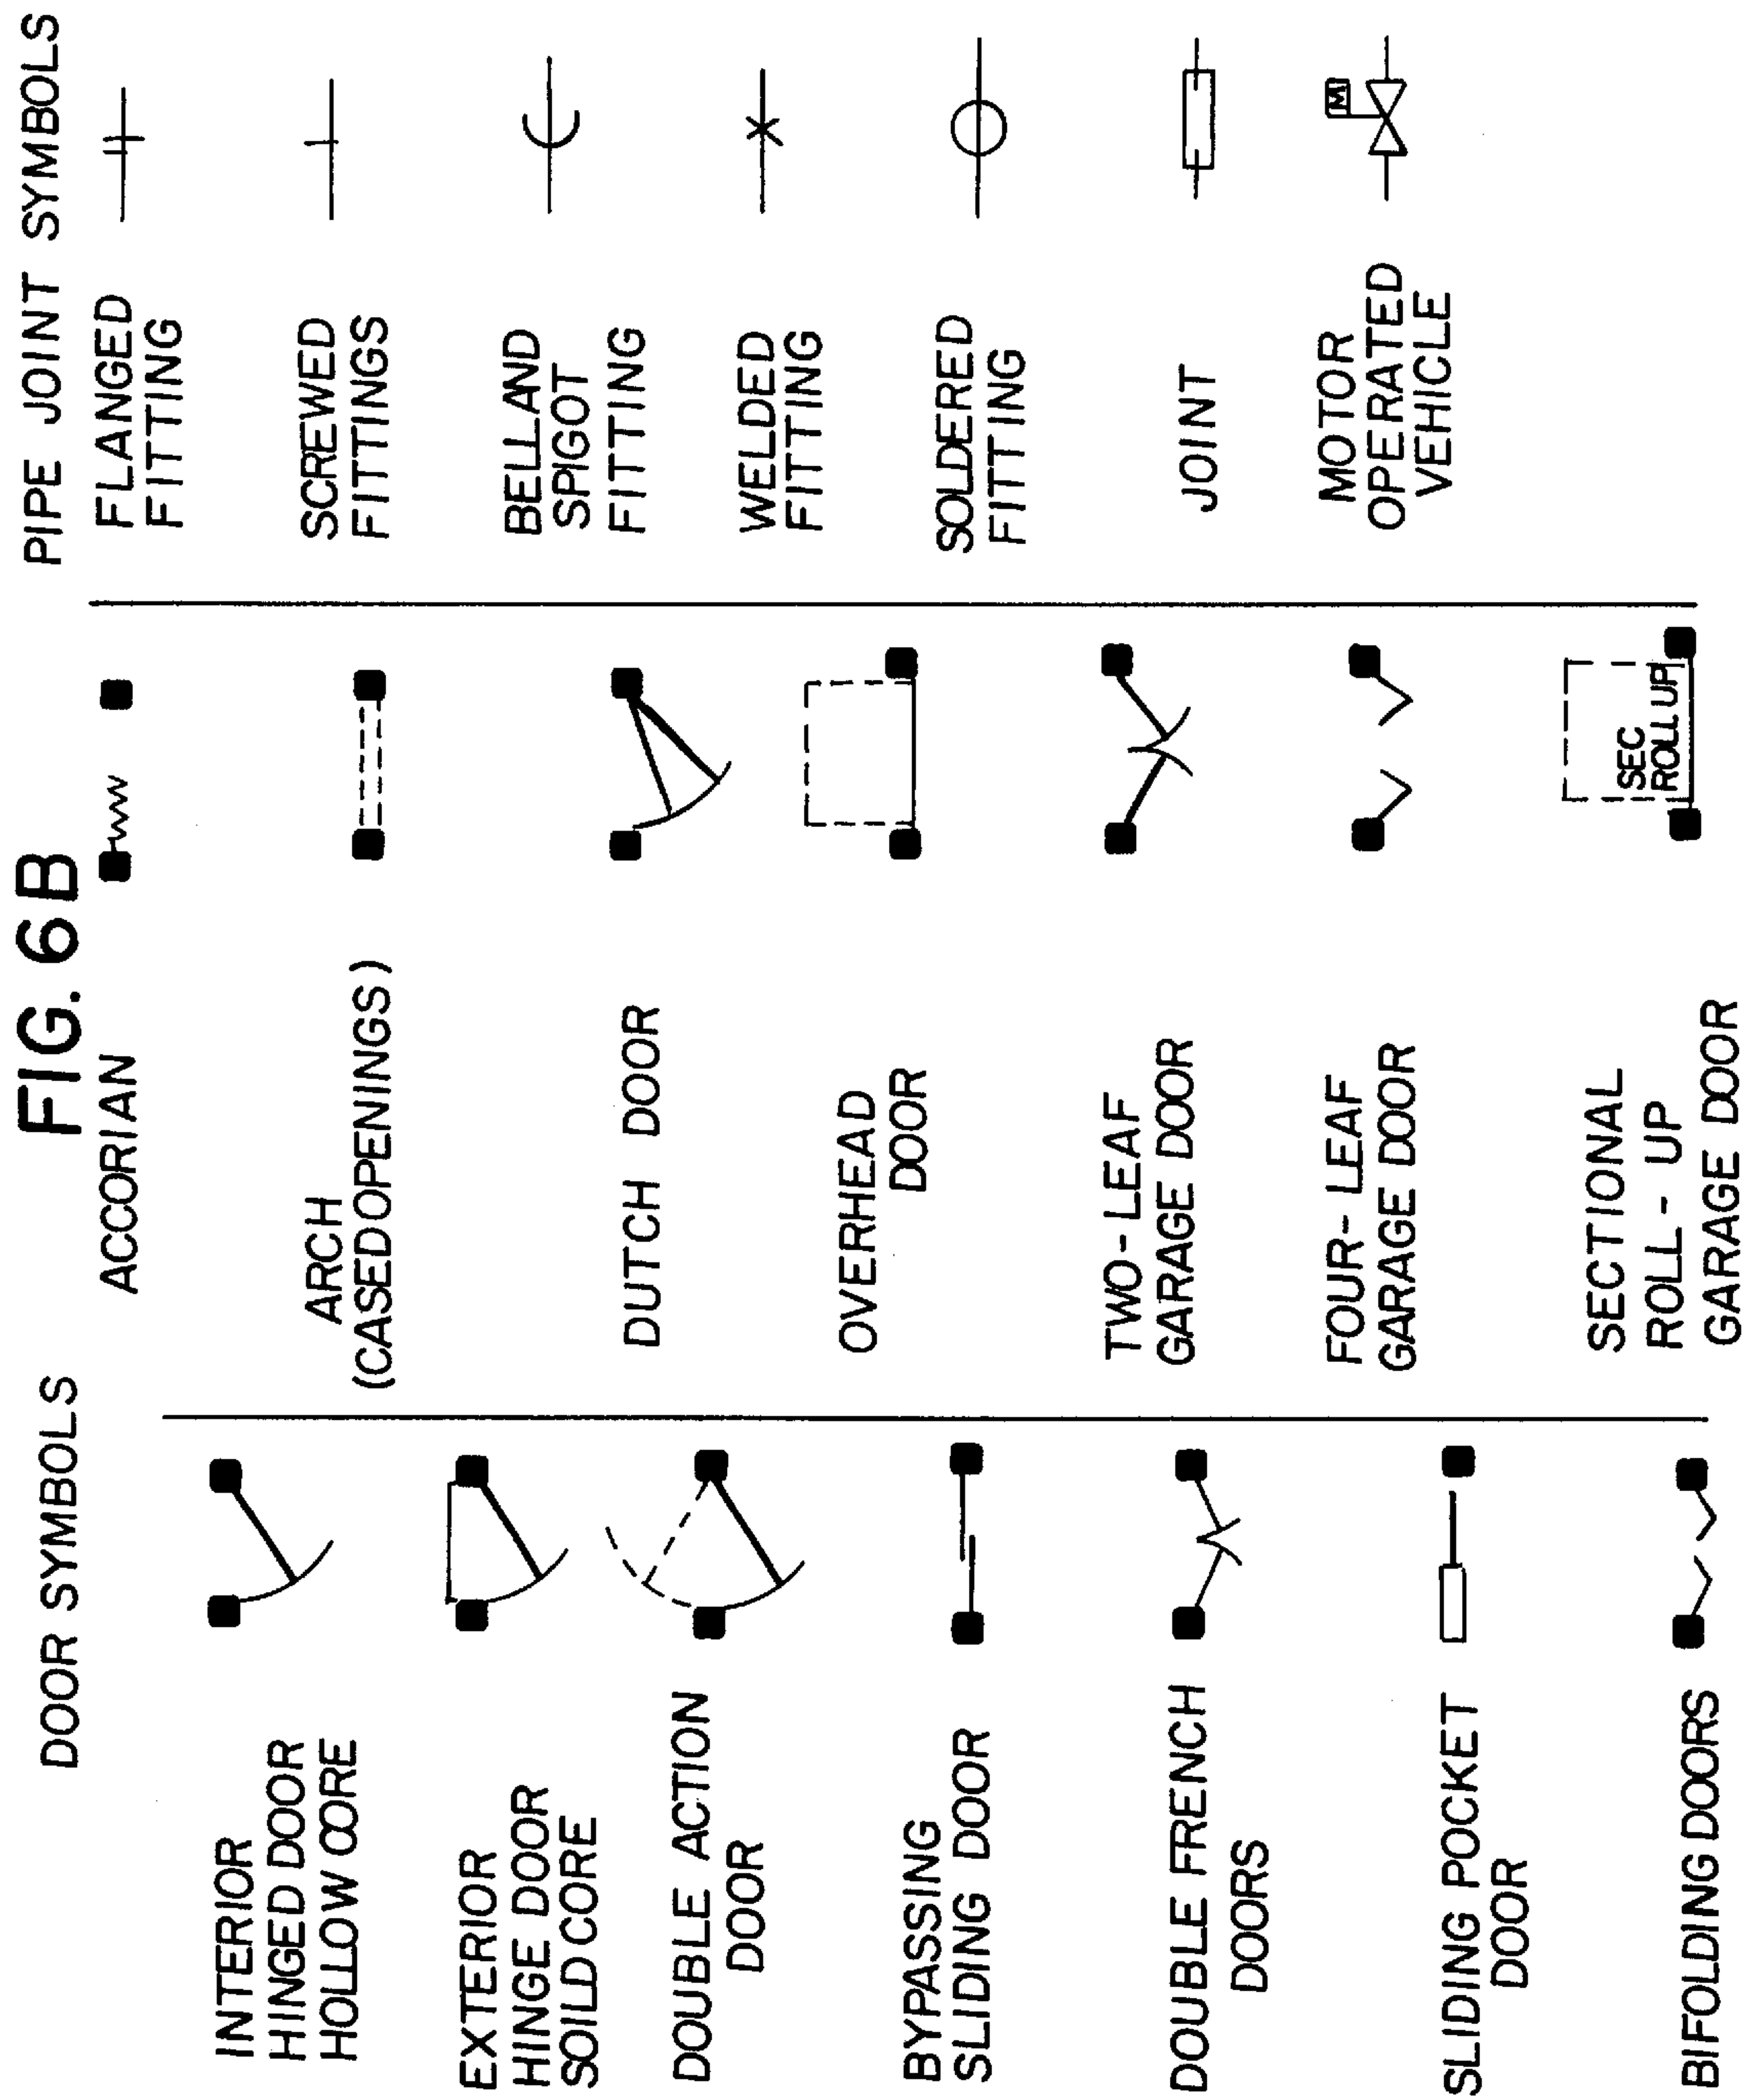 FIG. 6B
DOOR SYMBOLS
INTERIOR
HINGED DOOR
HOLLOW CORE
EXTERIOR
HINGE DOOR
SOILD CORE
DOUBLE ACTION
DOOR
BYPASSING
SLIDING DOOR
DOUBLE FRENCH
DOORS
SLIDING POCKET
DOOR
BIFOLDING DOORS
ACCORIAN
ARCH
(CASED OPENINGS)
DUTCH DOOR
OVERHEAD
DOOR
TWO-LEAF
GARAGE DOOR
FOUR-LEAF
GARAGE DOOR
SECTIONAL
ROLL-UP
GARAGE DOOR
SEC
ROLL UP
PIPE JOINT SYMBOLS
FLANGED
FITTING
SCREWED
FITTINGS
BELLAND
SPIGOT
FITTING
WELDED
FITTING
SOLDERED
FITTING
JOINT
MOTOR
OPERATED
VEHICLE
M